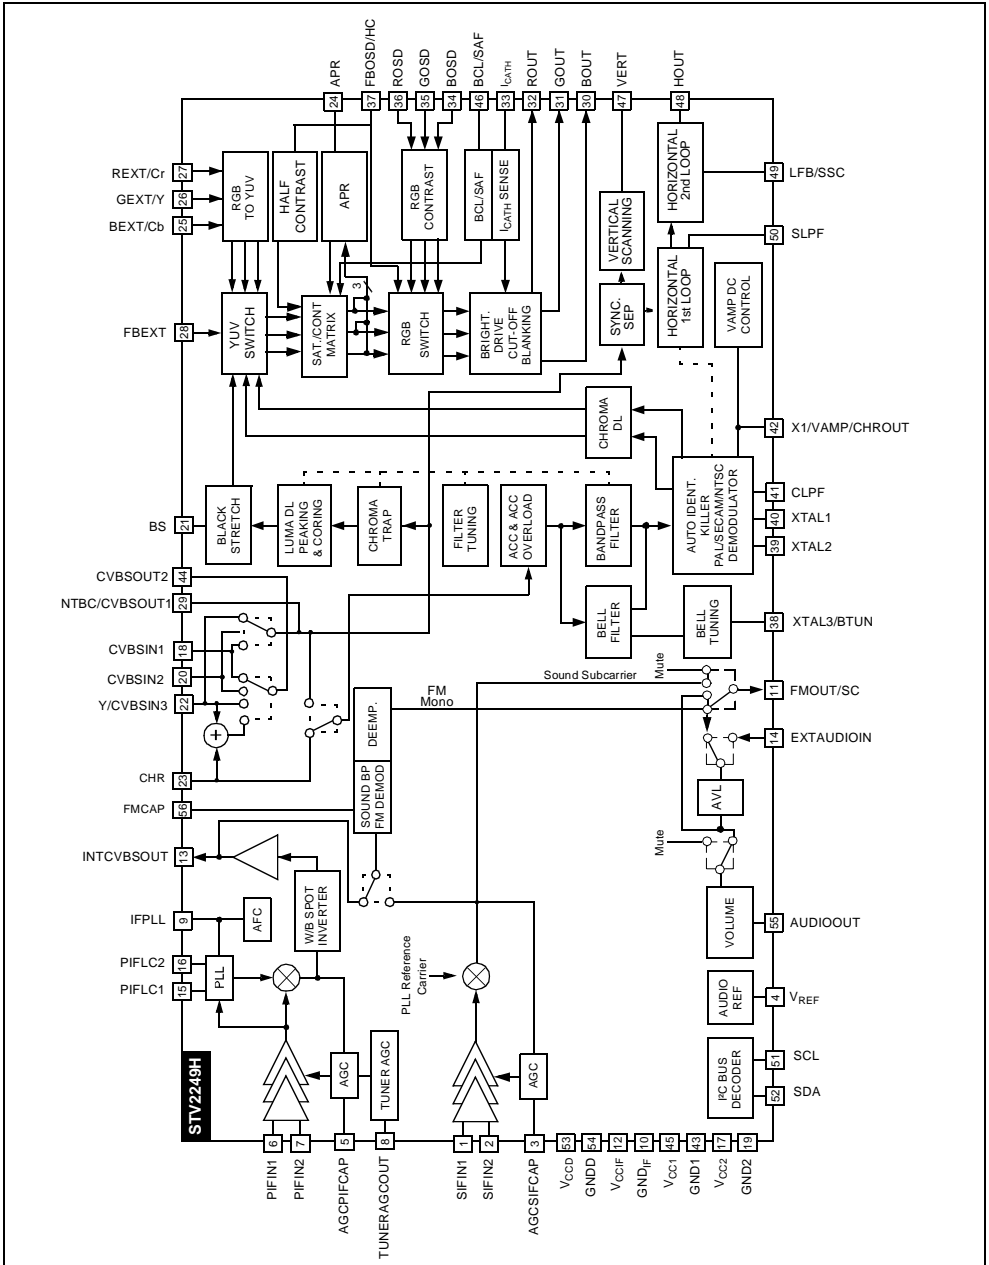 APR
FBOSD/HC
ROSD
GOSD
BOSD
BCL/SAF
ICATH
ROUT
GOUT
BOUT
VERT
HOUT
24
37
36
35
34
46
33
32
31
30
47
48
REXT/Cr
27
GEXT/Y
26
BEXT/Cb
25
FBEXT
28
BS
21
CVBSOUT2
44
NTBC/CVBSOUT1
29
CVBSIN1
18
CVBSIN2
20
Y/CVBSIN3
22
CHR
23
FMCAP
56
INTCVBSOUT
13
IFPLL
9
PIFLC2
16
PIFLC1
15
RGB
TO YUV
HALF
CONTRAST
APR
RGB
CONTRAST
BCL/SAF
ICATH SENSE
VERTICAL
SCANNING
HORIZONTAL
2nd LOOP
YUV
SWITCH
SAT./CONT
MATRIX
3
RGB
SWITCH
BRIGHT.
DRIVE
CUT-OFF
BLANKING
SYNC.
SEP
HORIZONTAL
1st LOOP
VAMP DC
CONTROL
CHROMA
DL
BLACK
STRETCH
LUMA DL
PEAKING
& CORING
CHROMA
TRAP
FILTER
TUNING
ACC & ACC
OVERLOAD
BANDPASS
FILTER
AUTO IDENT.
KILLER
PAL/SECAM/NTSC
DEMODULATOR
BELL
FILTER
BELL
TUNING
+
Sound Subcarrier
Mute
FM
Mono
DEEMP.
SOUND BP
FM DEMOD
AVL
Mute
W/B SPOT
INVERTER
AFC
PLL
PLL Reference
Carrier
VOLUME
AUDIO
REF
I²C BUS
DECODER
AGC
TUNER AGC
AGC
STV2249H
49
LFB/SSC
50
SLPF
42
X1/VAMP/CHROUT
41
CLPF
40
XTAL1
39
XTAL2
38
XTAL3/BTUN
11
FMOUT/SC
14
EXTAUDIOIN
55
AUDIOOUT
4
VREF
51
SCL
52
SDA
6
7
5
8
1
2
3
53
54
12
10
45
43
17
19
PIFIN1
PIFIN2
AGCPIFCAP
TUNERAGCOUT
SIFIN1
SIFIN2
AGCSIFCAP
VCCD
GNDD
VCCIF
GNDIF
VCC1
GND1
VCC2
GND2